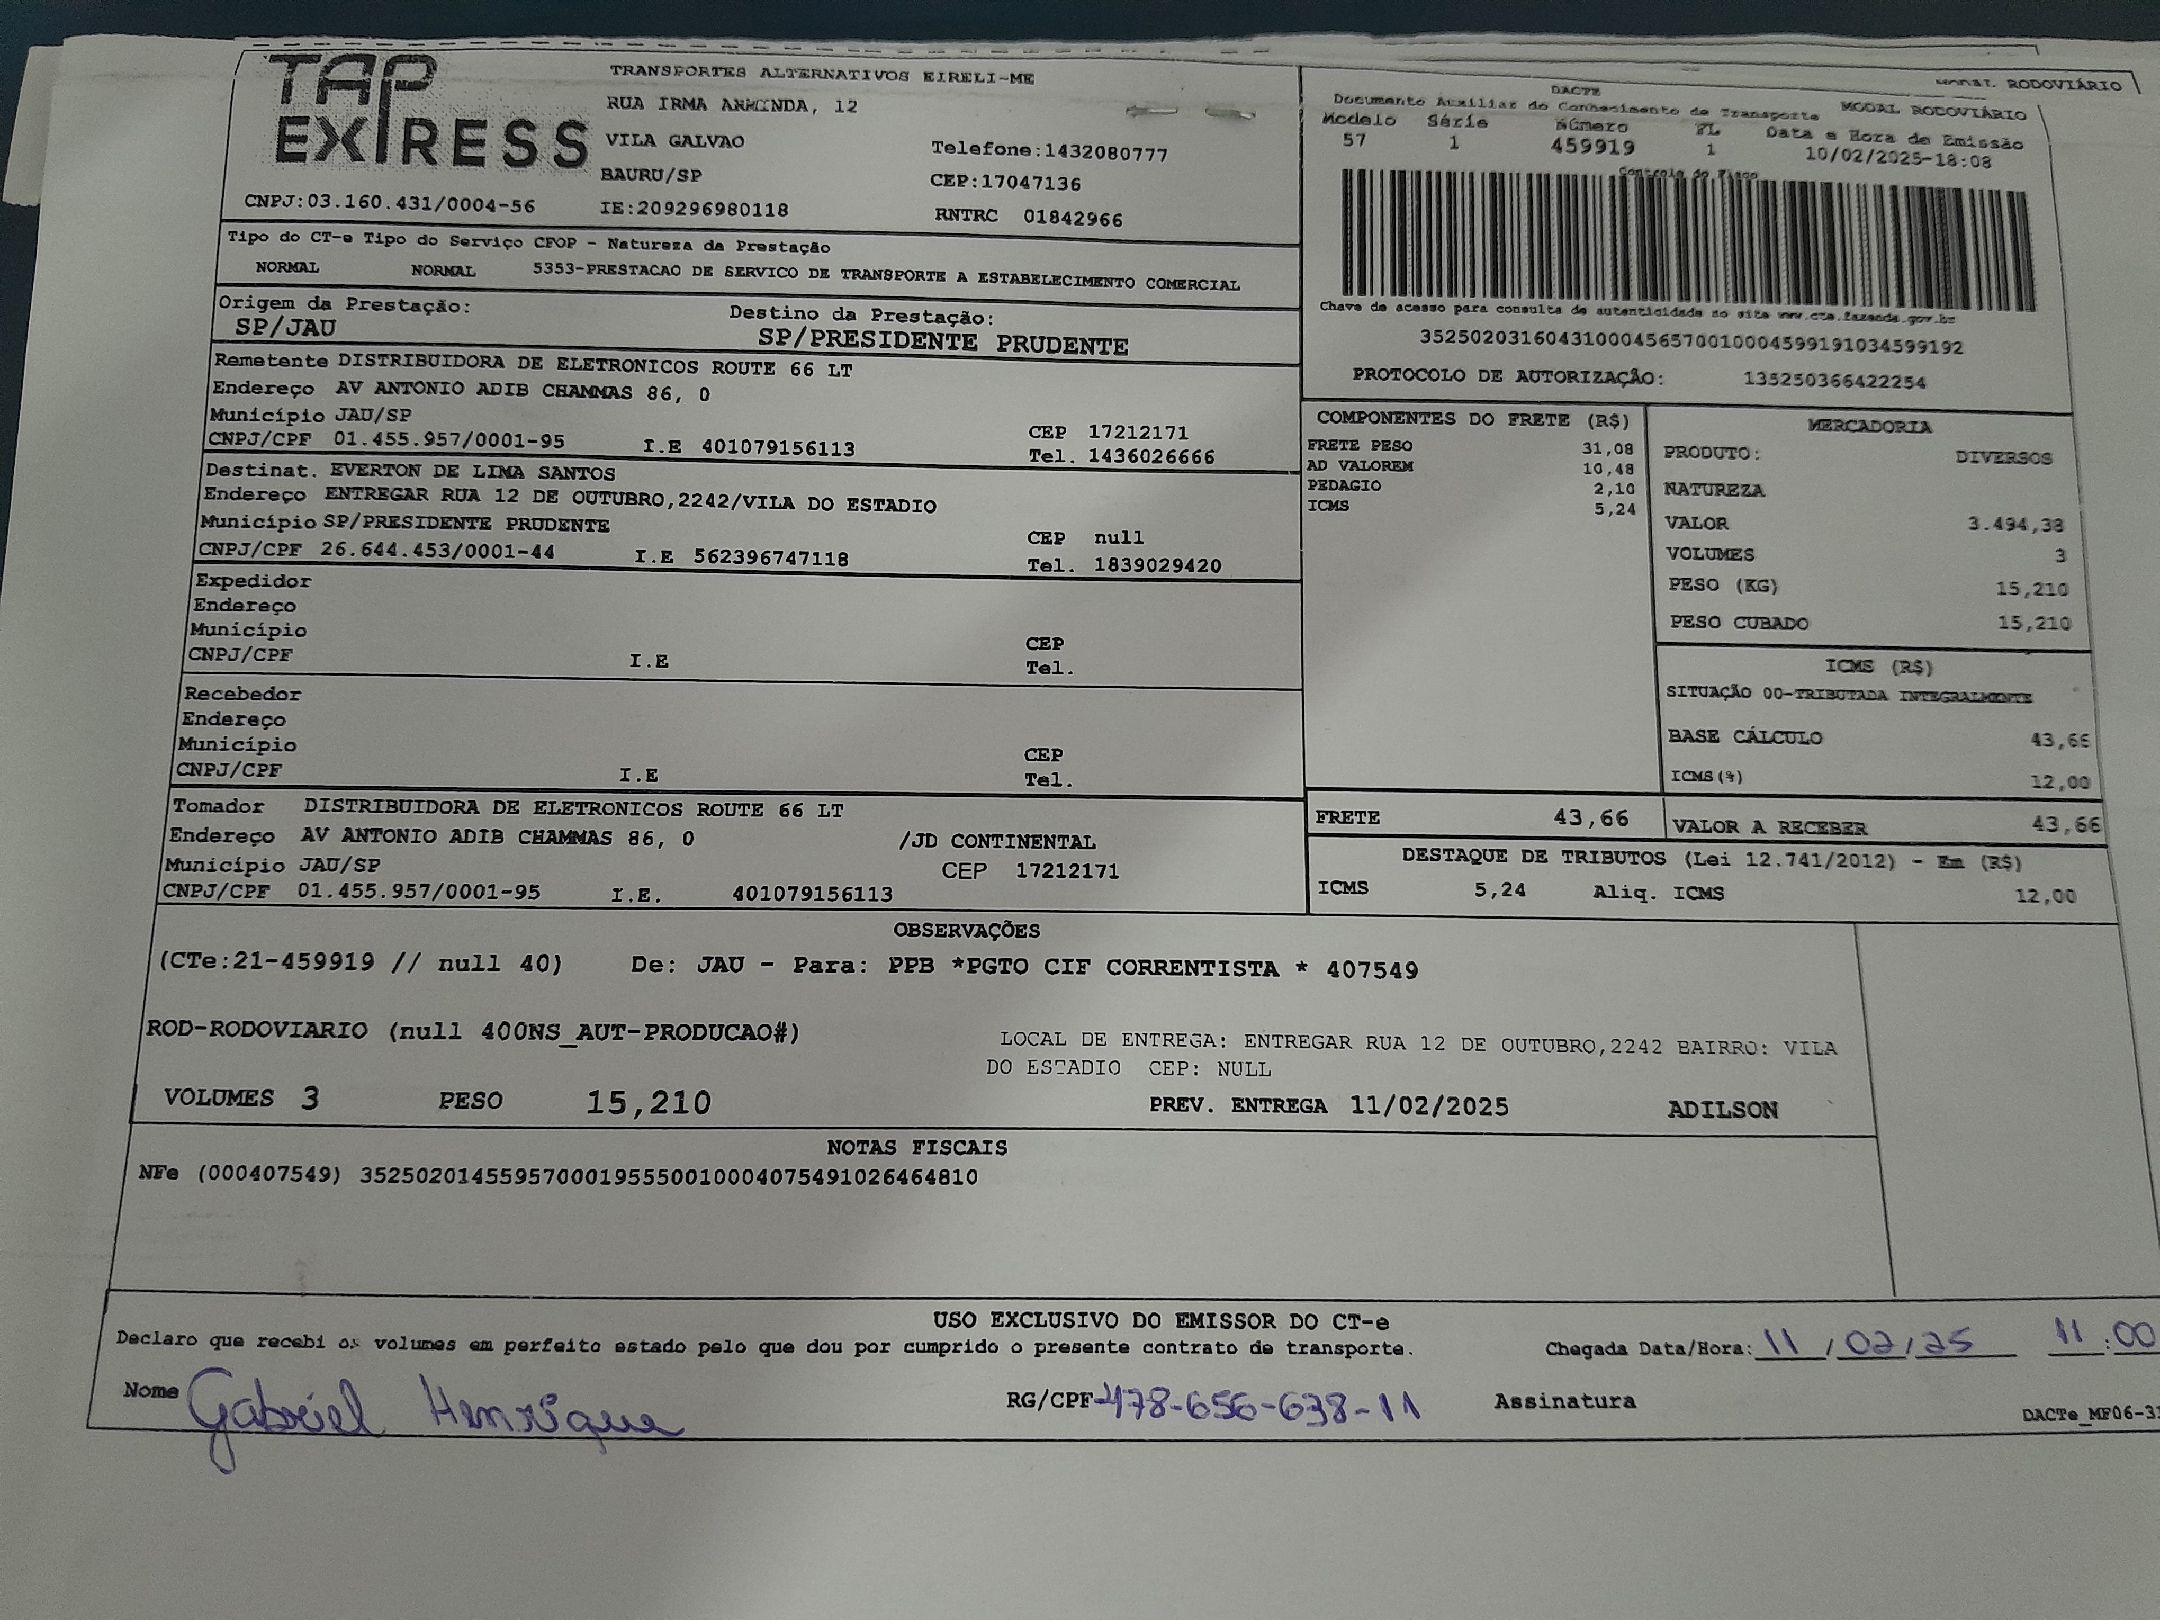 TAP EXPRESS
TRANSPORTES ALTERNATIVOS EIRELI-ME
RUA IRMA ARMINDA, 12
VILA GALVAO Telefone:1432080777
BAURU/SP CEP:17047136
CNPJ:03.160.431/0004-56 IE:209296980118 RNTRC 01842966
RODOVIÁRIO
DACTE
Documento Auxiliar do Conhecimento de Transporte MODAL RODOVIÁRIO
Modelo Série Número FL Data e Hora de Emissão
57 1 459919 1 10/02/2025-18:08
Controle do Fisco
Chave de acesso para consulta de autenticidade no site www.cte.fazenda.gov.br
35250203160431000456570010004599191034599192
PROTOCOLO DE AUTORIZAÇÃO: 135250366422254
Tipo do CT-e Tipo do Serviço CFOP - Natureza da Prestação
NORMAL NORMAL 5353-PRESTACAO DE SERVICO DE TRANSPORTE A ESTABELECIMENTO COMERCIAL
Origem da Prestação: Destino da Prestação:
SP/JAU SP/PRESIDENTE PRUDENTE
Remetente DISTRIBUIDORA DE ELETRONICOS ROUTE 66 LT
Endereço AV ANTONIO ADIB CHAMMAS 86, 0
Município JAU/SP CEP 17212171
CNPJ/CPF 01.455.957/0001-95 I.E 401079156113 Tel. 1436026666
Destinat. EVERTON DE LIMA SANTOS
Endereço ENTREGAR RUA 12 DE OUTUBRO,2242/VILA DO ESTADIO
Município SP/PRESIDENTE PRUDENTE CEP null
CNPJ/CPF 26.644.453/0001-44 I.E 562396747118 Tel. 1839029420
Expedidor
Endereço
Município CEP
CNPJ/CPF I.E Tel.
Recebedor
Endereço
Município CEP
CNPJ/CPF I.E Tel.
Tomador DISTRIBUIDORA DE ELETRONICOS ROUTE 66 LT
Endereço AV ANTONIO ADIB CHAMMAS 86, 0 /JD CONTINENTAL
Município JAU/SP CEP 17212171
CNPJ/CPF 01.455.957/0001-95 I.E. 401079156113
COMPONENTES DO FRETE (R$)
FRETE PESO 31,08
AD VALOREM 10,48
PEDAGIO 2,10
ICMS 5,24
MERCADORIA
PRODUTO: DIVERSOS
NATUREZA
VALOR 3.494,38
VOLUMES 3
PESO (KG) 15,210
PESO CUBADO 15,210
ICMS (R$)
SITUAÇÃO 00-TRIBUTADA INTEGRALMENTE
BASE CÁLCULO 43,66
ICMS(%) 12,00
FRETE 43,66 VALOR A RECEBER 43,66
DESTAQUE DE TRIBUTOS (Lei 12.741/2012) - Em (R$)
ICMS 5,24 Aliq. ICMS 12,00
OBSERVAÇÕES
(CTe:21-459919 // null 40) De: JAU - Para: PPB *PGTO CIF CORRENTISTA * 407549
ROD-RODOVIARIO (null 400NS_AUT-PRODUCAO#) LOCAL DE ENTREGA: ENTREGAR RUA 12 DE OUTUBRO,2242 BAIRRO: VILA
DO ESTADIO CEP: NULL
VOLUMES 3 PESO 15,210 PREV. ENTREGA 11/02/2025 ADILSON
NOTAS FISCAIS
NFe (000407549) 35250201455957000195550010004075491026464810
USO EXCLUSIVO DO EMISSOR DO CT-e
Declaro que recebi os volumes em perfeito estado pelo que dou por cumprido o presente contrato de transporte. Chegada Data/Hora: 11/02/25 11:00
Nome Gabriel Henrique RG/CPF 478-656-638-11 Assinatura
DACTe_MF06-31